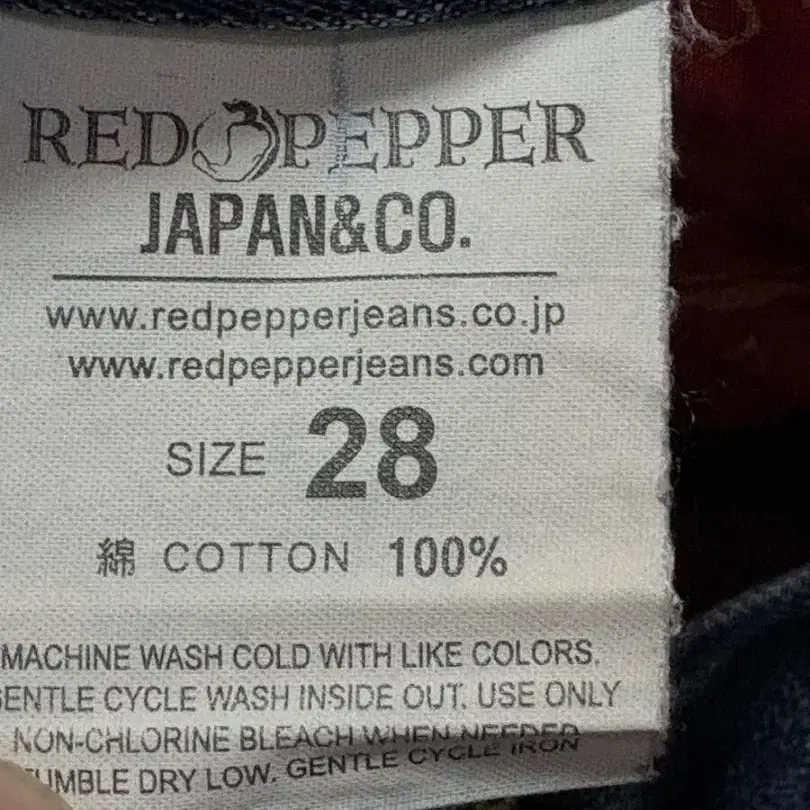 RED PEPPER
JAPAN&CO.
www.redpepperjeans.co.jp
www.redpepperjeans.com
SIZE 28
綿 COTTON 100%
MACHINE WASH COLD WITH LIKE COLORS.
GENTLE CYCLE WASH INSIDE OUT. USE ONLY
NON-CHLORINE BLEACH WHEN NEEDED
TUMBLE DRY LOW. GENTLE CYCLE IRON